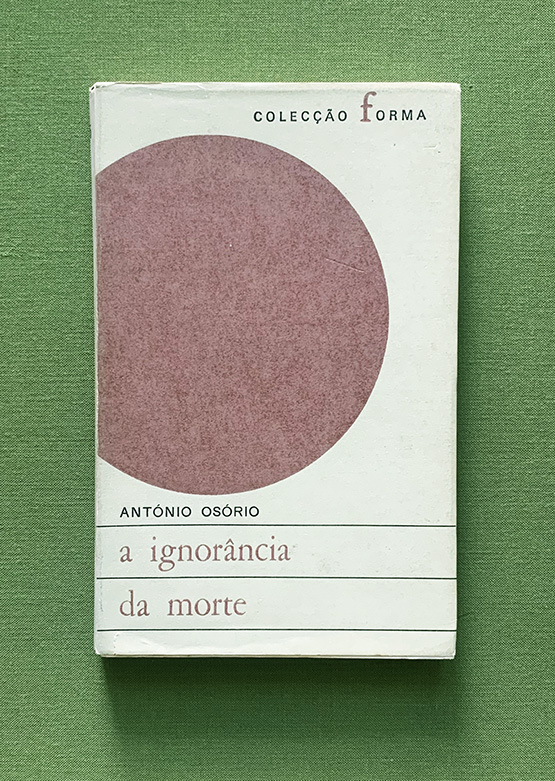 COLECÇÃO FORMA
ANTÓNIO OSÓRIO
a ignorância
da morte